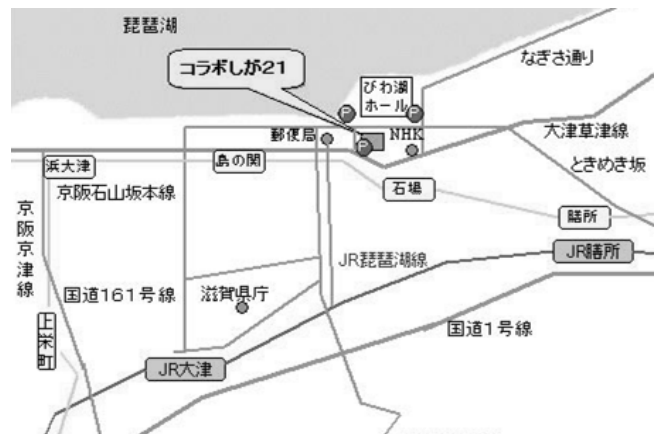 琵琶湖
コラボしが21
なぎさ通り
びわ湖
ホール
P
P
郵便局
NHK
P
大津草津線
浜大津
島の関
ときめき坂
京阪石山坂本線
石場
膳所
京阪京津線
JR琵琶湖線
JR膳所
国道161号線
滋賀県庁
国道1号線
上栄町
JR大津